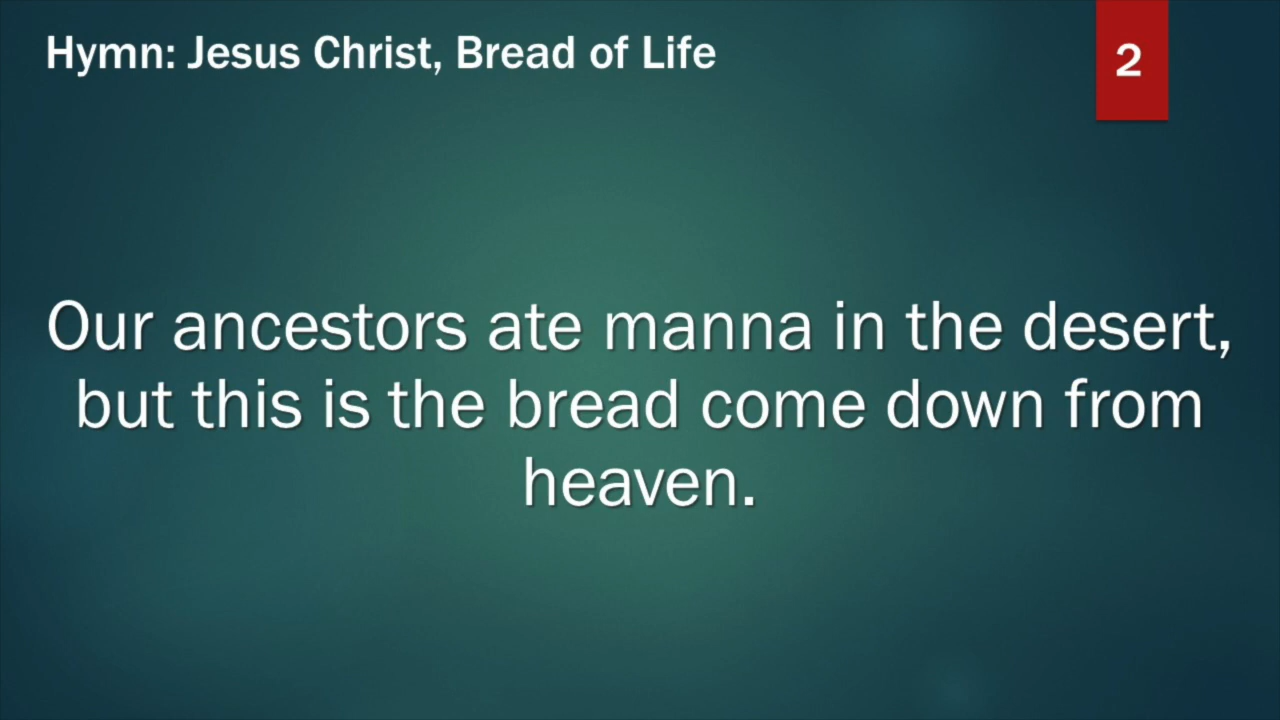 Hymn: Jesus Christ, Bread of Life
2
Our ancestors ate manna in the desert,
but this is the bread come down from
heaven.